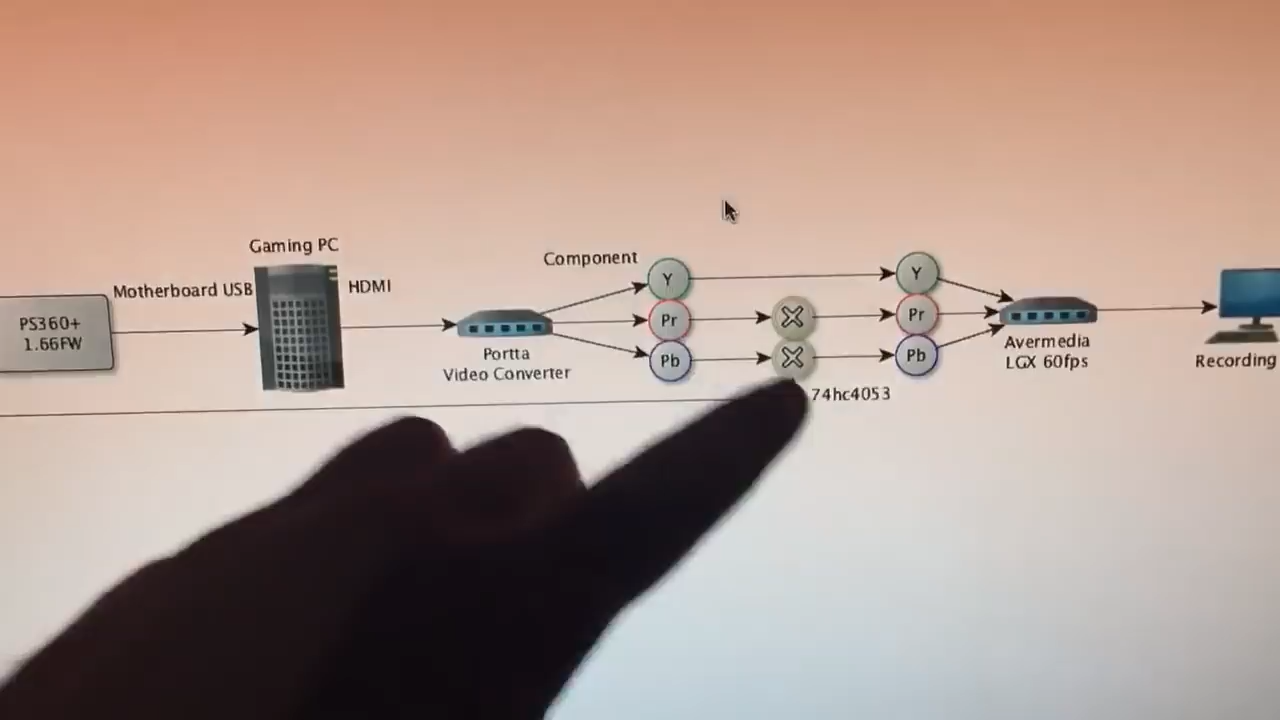 Gaming PC
Component
Motherboard USB
HDMI
PS360+
1.66FW
Y
Pr
Pb
Y
Pr
Pb
Portta
Video Converter
74hc4053
Avermedia
LGX 60fps
Recording